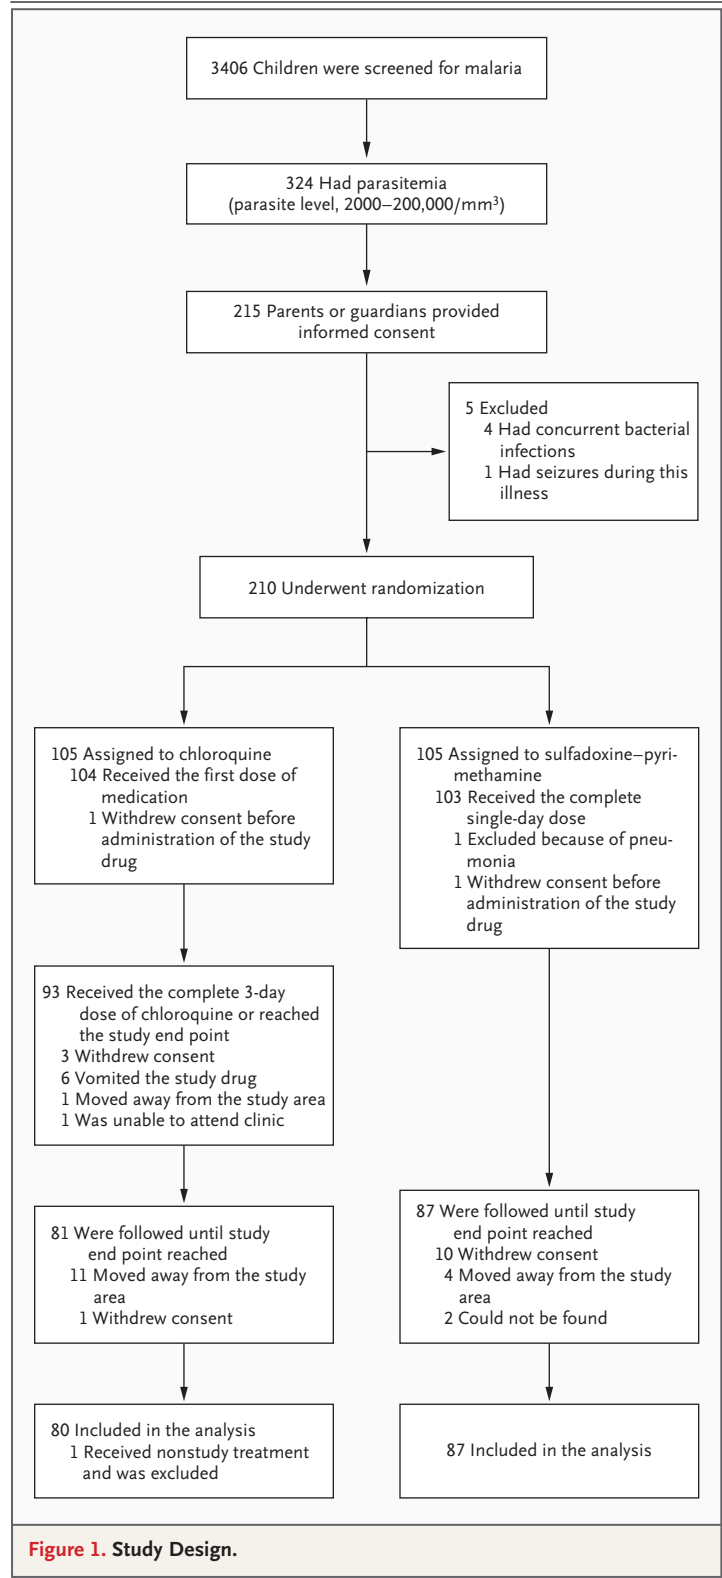 3406 Children were screened for malaria
324 Had parasitemia
(parasite level, 2000–200,000/mm³)
215 Parents or guardians provided
informed consent
5 Excluded
4 Had concurrent bacterial
infections
1 Had seizures during this
illness
210 Underwent randomization
105 Assigned to chloroquine
104 Received the first dose of
medication
1 Withdrew consent before
administration of the study
drug
105 Assigned to sulfadoxine–pyri-
methamine
103 Received the complete
single-day dose
1 Excluded because of pneu-
monia
1 Withdrew consent before
administration of the study
drug
93 Received the complete 3-day
dose of chloroquine or reached
the study end point
3 Withdrew consent
6 Vomited the study drug
1 Moved away from the study area
1 Was unable to attend clinic
81 Were followed until study
end point reached
11 Moved away from the study
area
1 Withdrew consent
87 Were followed until study
end point reached
10 Withdrew consent
4 Moved away from the study
area
2 Could not be found
80 Included in the analysis
1 Received nonstudy treatment
and was excluded
87 Included in the analysis
Figure 1. Study Design.